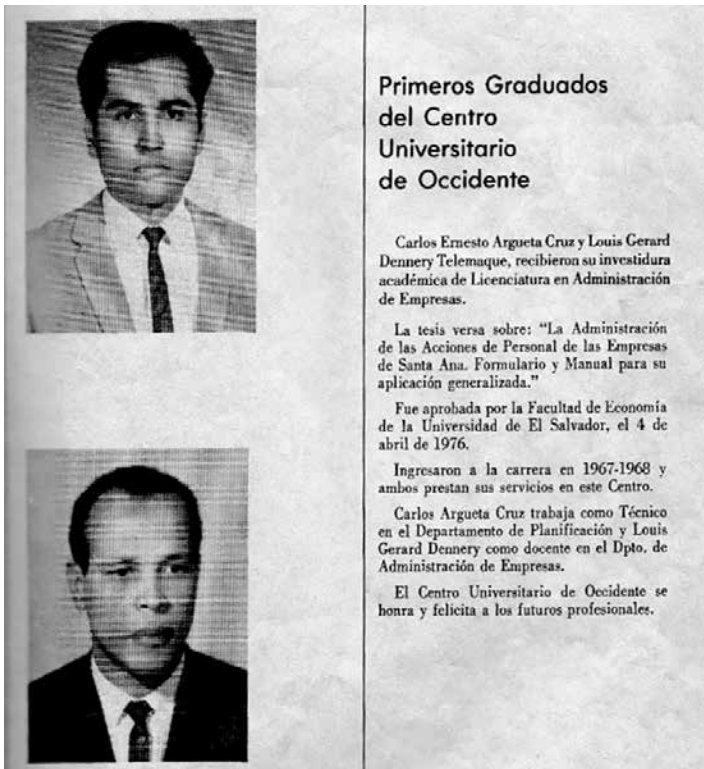 Primeros Graduados
del Centro
Universitario
de Occidente
Carlos Ernesto Argueta Cruz y Louis Gerard
Dennery Telemaque, recibieron su investidura
académica de Licenciatura en Administración
de Empresas.
La tesis versa sobre: “La Administración
de las Acciones de Personal de las Empresas
de Santa Ana. Formulario y Manual para su
aplicación generalizada.”
Fue aprobada por la Facultad de Economía
de la Universidad de El Salvador, el 4 de
abril de 1976.
Ingresaron a la carrera en 1967-1968 y
ambos prestan sus servicios en este Centro.
Carlos Argueta Cruz trabaja como Técnico
en el Departamento de Planificación y Louis
Gerard Dennery como docente en el Dpto. de
Administración de Empresas.
El Centro Universitario de Occidente se
honra y felicita a los futuros profesionales.